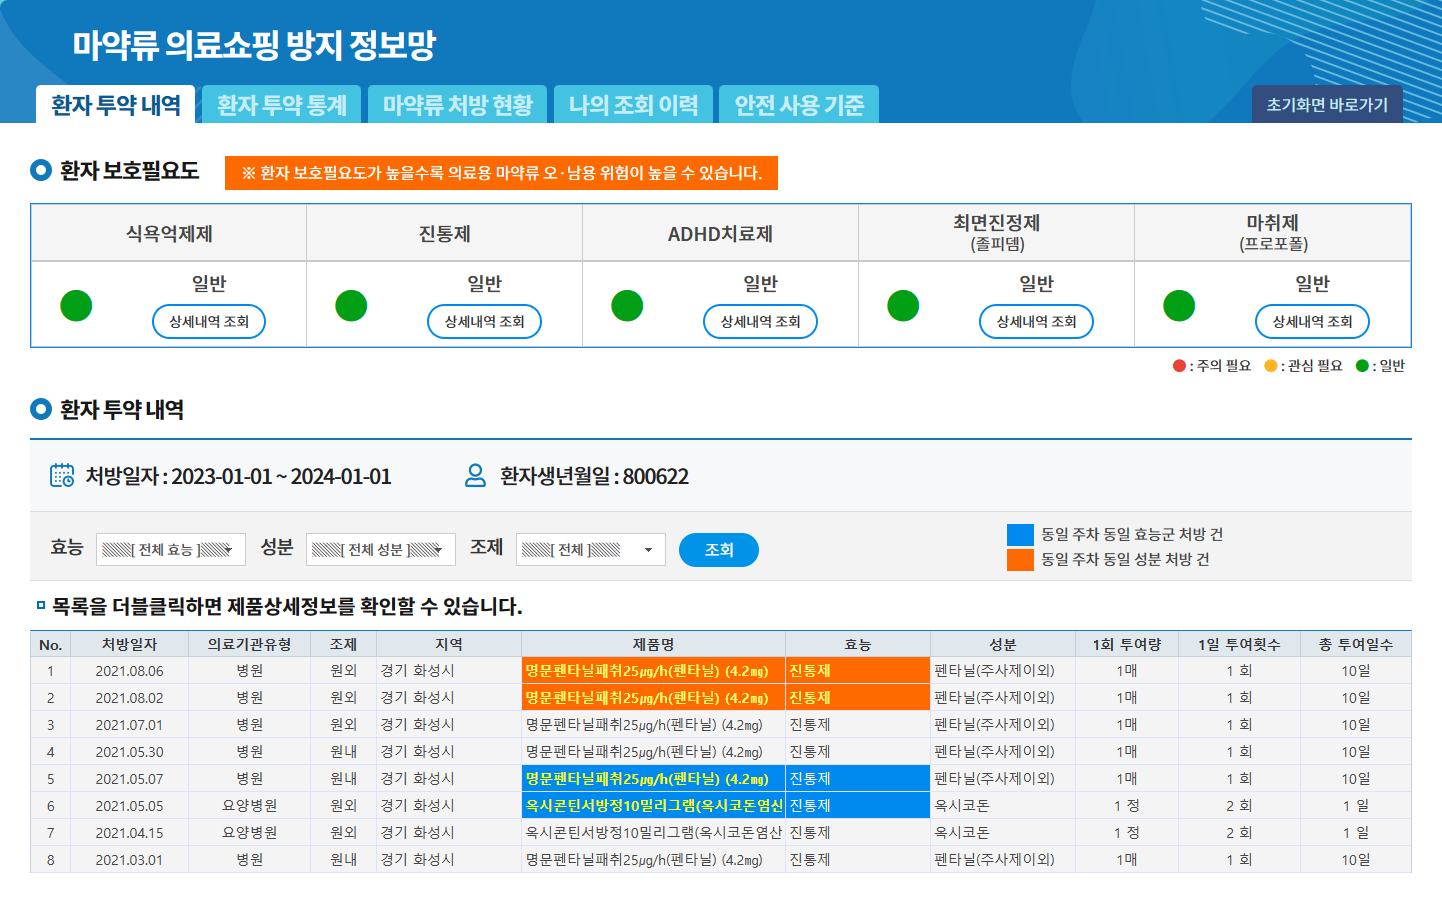 마약류 의료쇼핑 방지 정보망
환자 투약 내역 환자 투약 통계 마약류 처방 현황 나의 조회 이력 안전 사용 기준 초기화면 바로가기
환자 보호필요도 ※ 환자 보호필요도가 높을수록 의료용 마약류 오·남용 위험이 높을 수 있습니다.
식욕억제제 진통제 ADHD치료제 최면진정제 (졸피뎀) 마취제 (프로포폴)
일반 일반 일반 일반 일반
상세내역 조회 상세내역 조회 상세내역 조회 상세내역 조회 상세내역 조회
: 주의 필요 : 관심 필요 : 일반
환자 투약 내역
처방일자 : 2023-01-01 ~ 2024-01-01 환자생년월일 : 800622
효능 [ 전체 효능 ] 성분 [ 전체 성분 ] 조제 [ 전체 ] 조회
동일 주차 동일 효능군 처방 건
동일 주차 동일 성분 처방 건
목록을 더블클릭하면 제품상세정보를 확인할 수 있습니다.
No. 처방일자 의료기관유형 조제 지역 제품명 효능 성분 1회 투여량 1일 투여횟수 총 투여일수
1 2021.08.06 병원 원외 경기 화성시 명문펜타닐패취25㎍/h(펜타닐) (4.2㎎) 진통제 펜타닐(주사제이외) 1매 1 회 10일
2 2021.08.02 병원 원외 경기 화성시 명문펜타닐패취25㎍/h(펜타닐) (4.2㎎) 진통제 펜타닐(주사제이외) 1매 1 회 10일
3 2021.07.01 병원 원외 경기 화성시 명문펜타닐패취25㎍/h(펜타닐) (4.2㎎) 진통제 펜타닐(주사제이외) 1매 1 회 10일
4 2021.05.30 병원 원내 경기 화성시 명문펜타닐패취25㎍/h(펜타닐) (4.2㎎) 진통제 펜타닐(주사제이외) 1매 1 회 10일
5 2021.05.07 병원 원내 경기 화성시 명문펜타닐패취25㎍/h(펜타닐) (4.2㎎) 진통제 펜타닐(주사제이외) 1매 1 회 10일
6 2021.05.05 요양병원 원외 경기 화성시 옥시콘틴서방정10밀리그램(옥시코돈염산 진통제 옥시코돈 1 정 2 회 1 일
7 2021.04.15 요양병원 원외 경기 화성시 옥시콘틴서방정10밀리그램(옥시코돈염산 진통제 옥시코돈 1 정 2 회 1 일
8 2021.03.01 병원 원내 경기 화성시 명문펜타닐패취25㎍/h(펜타닐) (4.2㎎) 진통제 펜타닐(주사제이외) 1매 1 회 10일